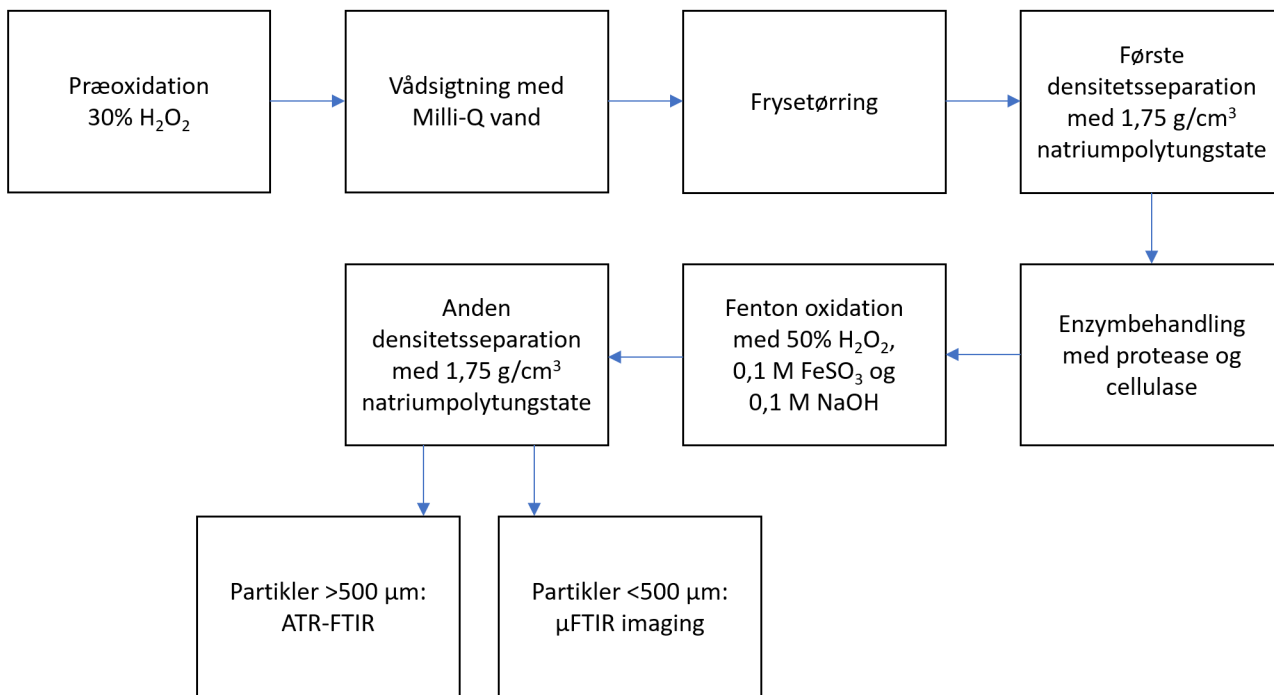 Præoxidation
30% H₂O₂
Vådsigtning med
Milli-Q vand
Frysetørring
Første
densitetsseparation
med 1,75 g/cm³
natriumpolytungstate
Enzymbehandling
med protease og
cellulase
Fenton oxidation
med 50% H₂O₂,
0,1 M FeSO₃ og
0,1 M NaOH
Anden
densitetsseparation
med 1,75 g/cm³
natriumpolytungstate
Partikler >500 µm:
ATR-FTIR
Partikler <500 µm:
µFTIR imaging